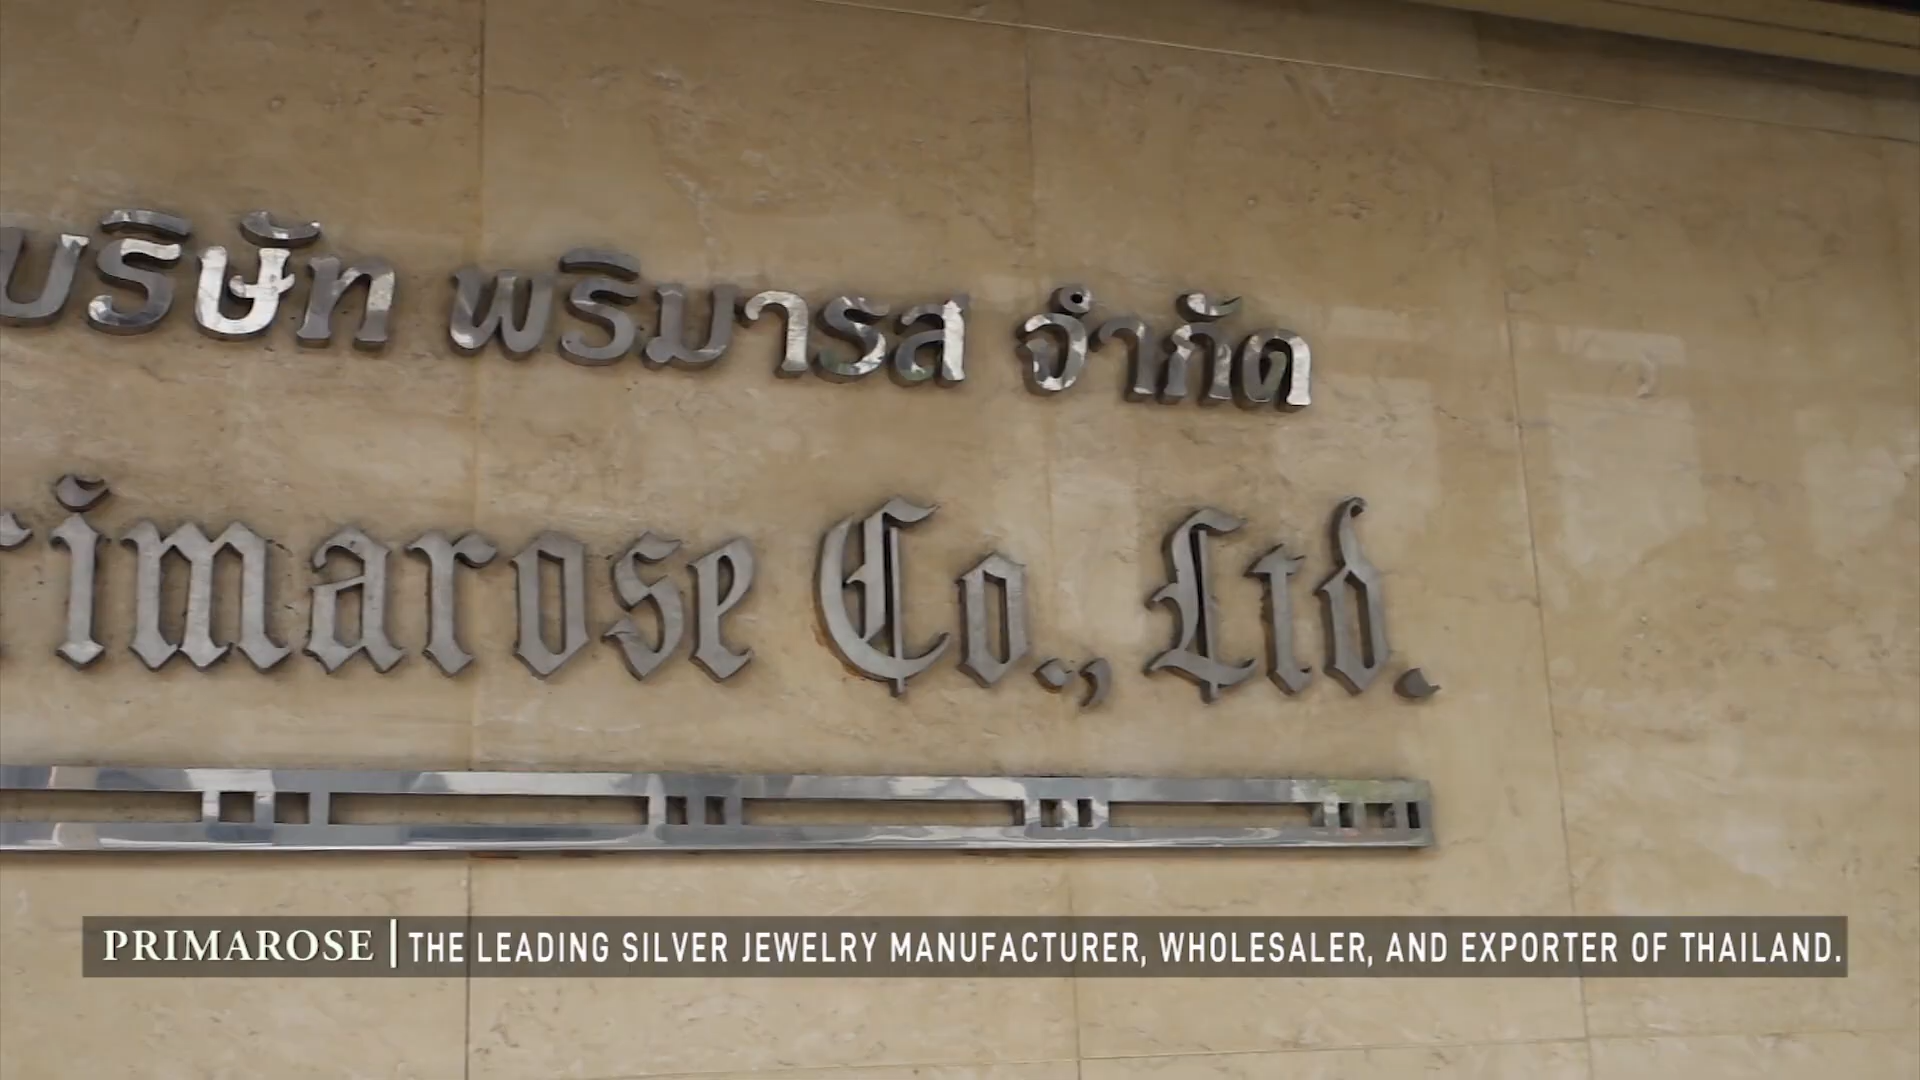 บริษัท พริมารส จำกัด
rimarose Co., Ltd.
PRIMAROSE | THE LEADING SILVER JEWELRY MANUFACTURER, WHOLESALER, AND EXPORTER OF THAILAND.